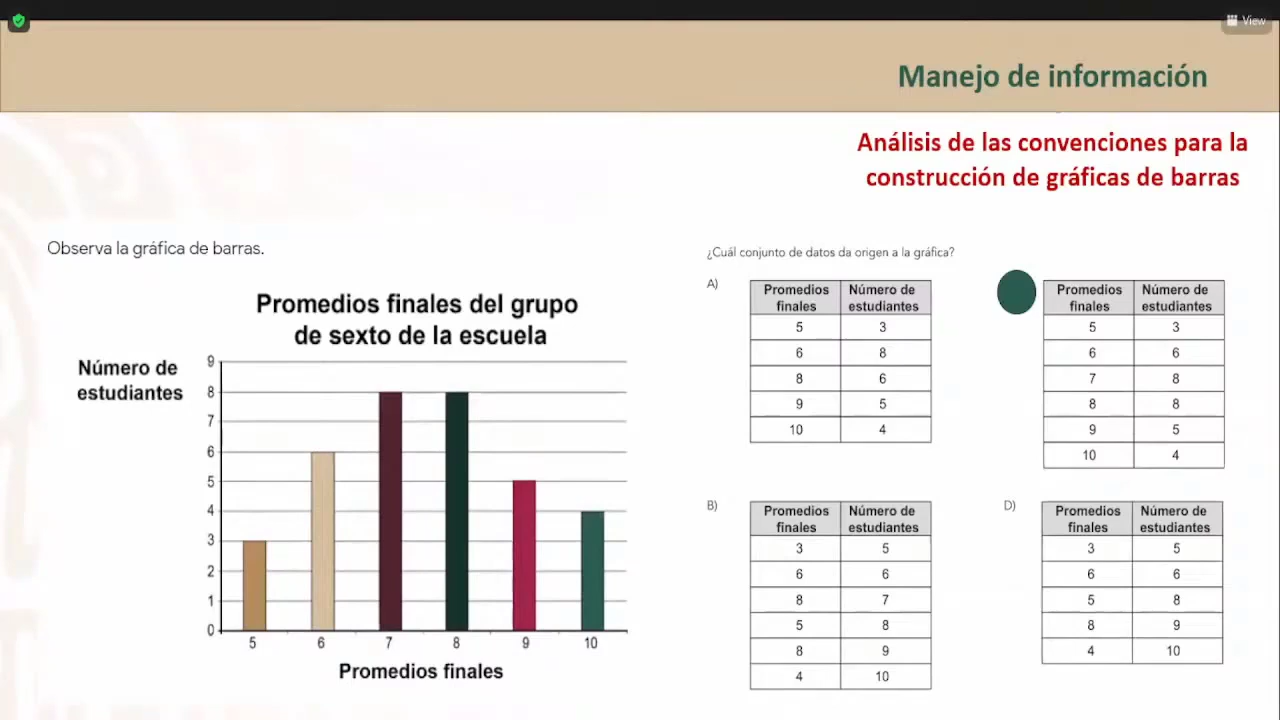 View
Manejo de información
Análisis de las convenciones para la
construcción de gráficas de barras
Observa la gráfica de barras.
Promedios finales del grupo
de sexto de la escuela
Número de
estudiantes
9
8
7
6
5
4
3
2
1
0
5 6 7 8 9 10
Promedios finales
¿Cuál conjunto de datos da origen a la gráfica?
A)
Promedios Número de
finales estudiantes
5 3
6 8
8 6
9 5
10 4
Promedios Número de
finales estudiantes
5 3
6 6
7 8
8 8
9 5
10 4
B)
Promedios Número de
finales estudiantes
3 5
6 6
8 7
5 8
8 9
4 10
D)
Promedios Número de
finales estudiantes
3 5
6 6
5 8
8 9
4 10